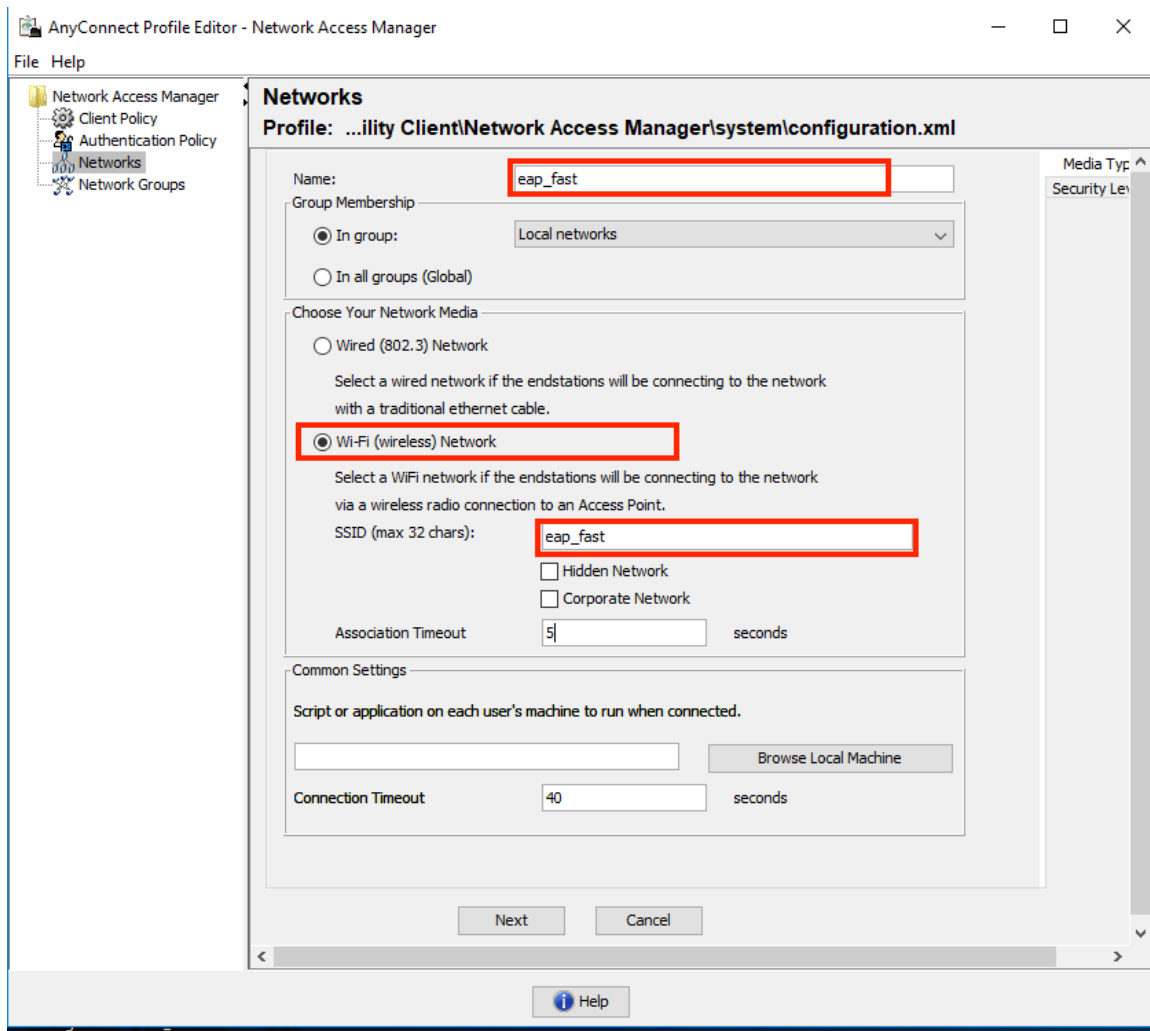 AnyConnect Profile Editor - Network Access Manager
File Help
Network Access Manager
Client Policy
Authentication Policy
Networks
Network Groups
Networks
Profile: ...ility Client\Network Access Manager\system\configuration.xml
Media Typ
Security Lev
Name: eap_fast
Group Membership
In group: Local networks
In all groups (Global)
Choose Your Network Media
Wired (802.3) Network
Select a wired network if the endstations will be connecting to the network
with a traditional ethernet cable.
Wi-Fi (wireless) Network
Select a WiFi network if the endstations will be connecting to the network
via a wireless radio connection to an Access Point.
SSID (max 32 chars): eap_fast
Hidden Network
Corporate Network
Association Timeout 5 seconds
Common Settings
Script or application on each user's machine to run when connected.
Browse Local Machine
Connection Timeout 40 seconds
Next Cancel
Help